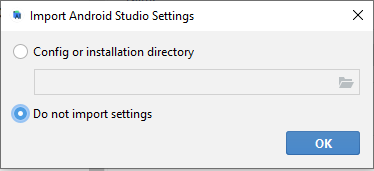 Import Android Studio Settings
Config or installation directory
Do not import settings
OK